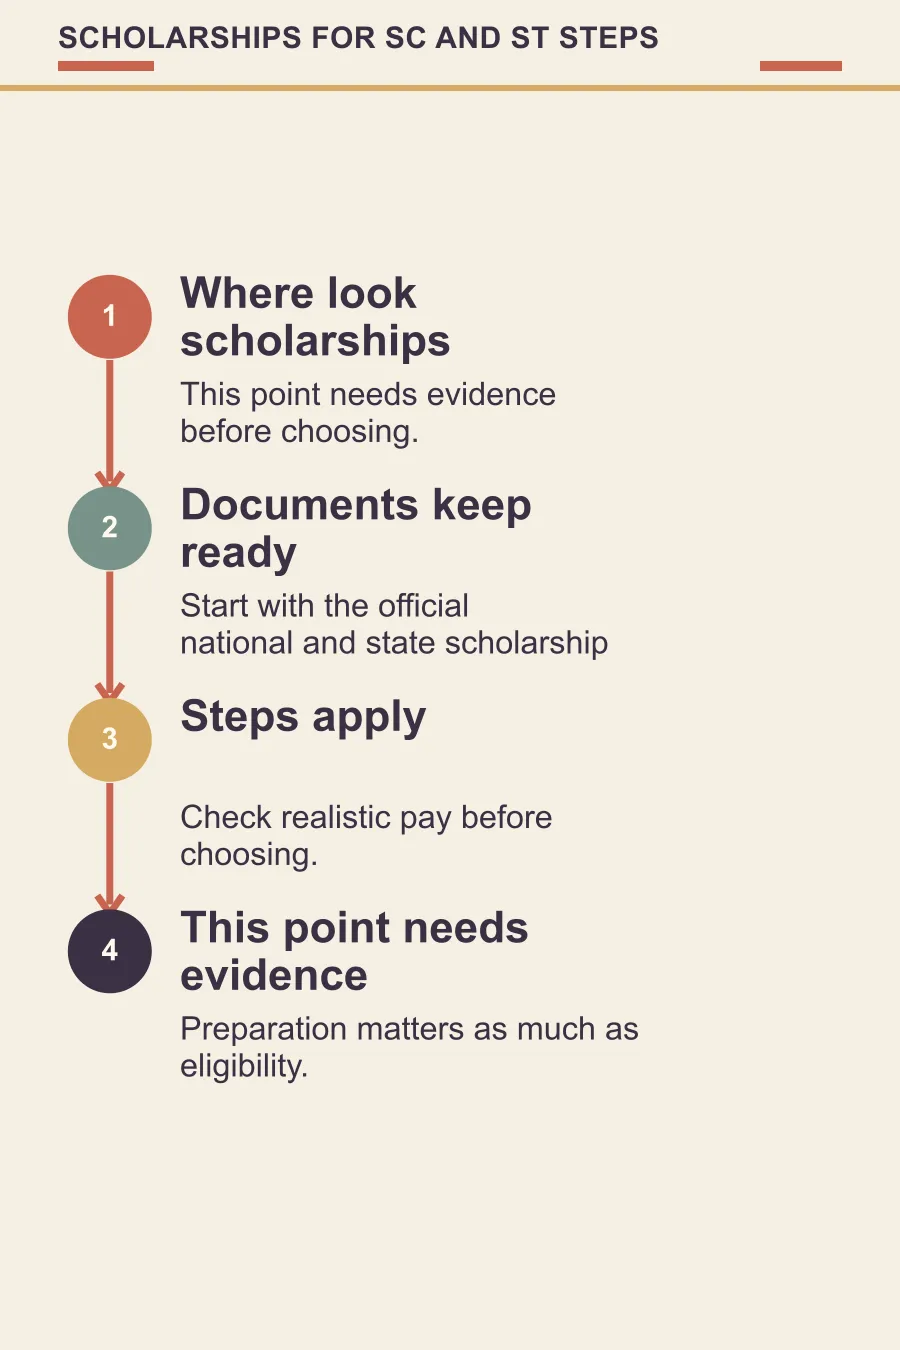 SCHOLARSHIPS FOR SC AND ST STEPS
1
Where look
scholarships
This point needs evidence
before choosing.
2
Documents keep
ready
Start with the official
national and state scholarship
3
Steps apply
Check realistic pay before
choosing.
4
This point needs
evidence
Preparation matters as much as
eligibility.